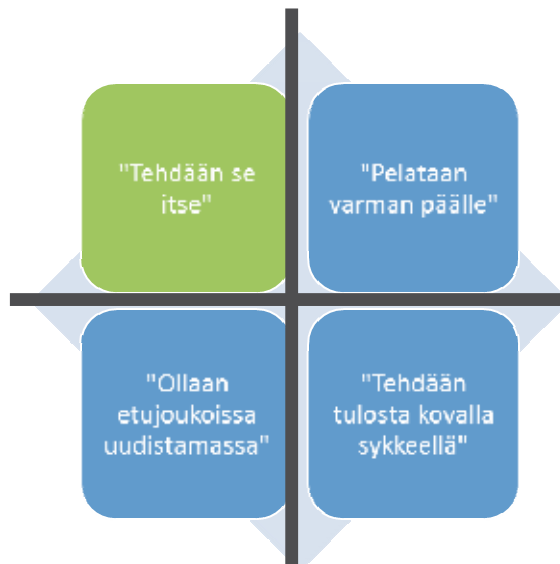 "Tehdään se
itse"
"Pelataan
varman päälle"
"Ollaan
etujoukoissa
uudistamassa"
"Tehdään
tulosta kovalla
sykkeellä"